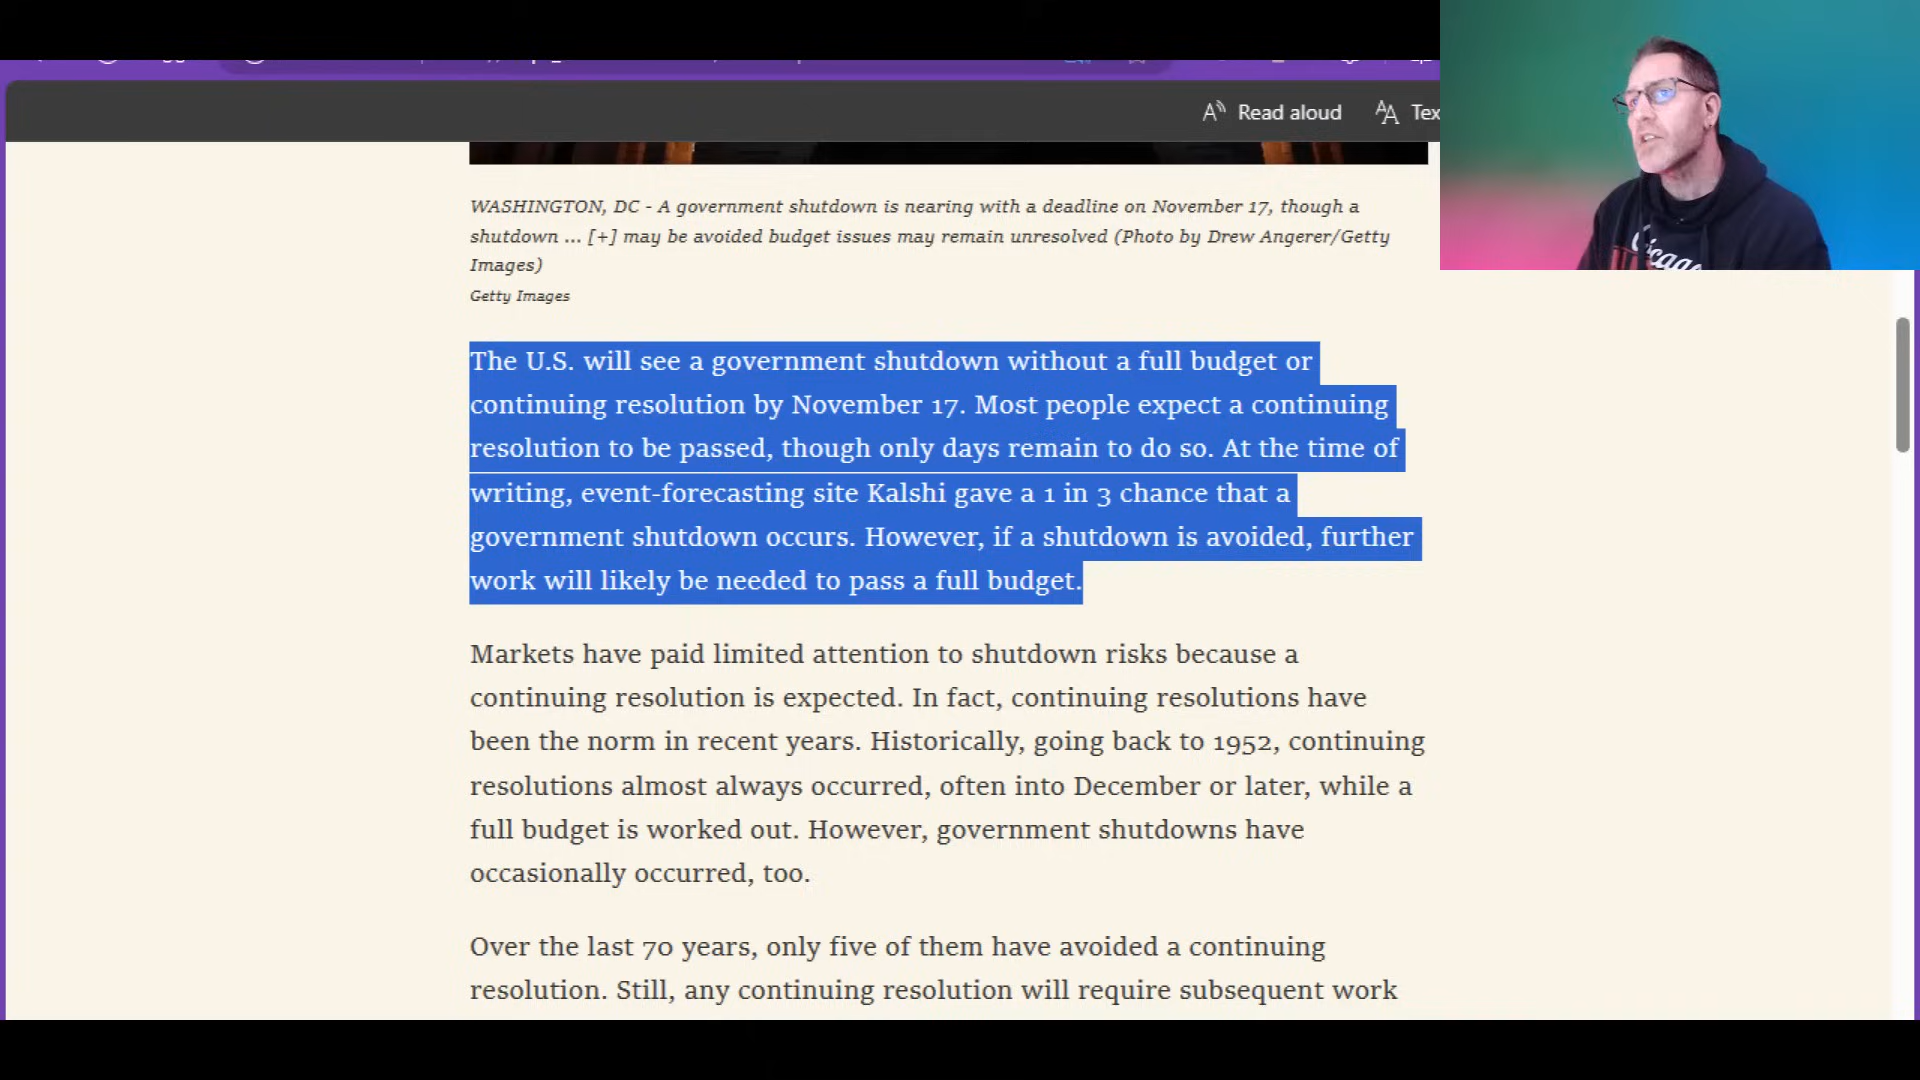 Read aloud
Tex
WASHINGTON, DC - A government shutdown is nearing with a deadline on November 17, though a
shutdown ... [+] may be avoided budget issues may remain unresolved (Photo by Drew Angerer/Getty
Images)
Getty Images
The U.S. will see a government shutdown without a full budget or
continuing resolution by November 17. Most people expect a continuing
resolution to be passed, though only days remain to do so. At the time of
writing, event-forecasting site Kalshi gave a 1 in 3 chance that a
government shutdown occurs. However, if a shutdown is avoided, further
work will likely be needed to pass a full budget.
Markets have paid limited attention to shutdown risks because a
continuing resolution is expected. In fact, continuing resolutions have
been the norm in recent years. Historically, going back to 1952, continuing
resolutions almost always occurred, often into December or later, while a
full budget is worked out. However, government shutdowns have
occasionally occurred, too.
Over the last 70 years, only five of them have avoided a continuing
resolution. Still, any continuing resolution will require subsequent work